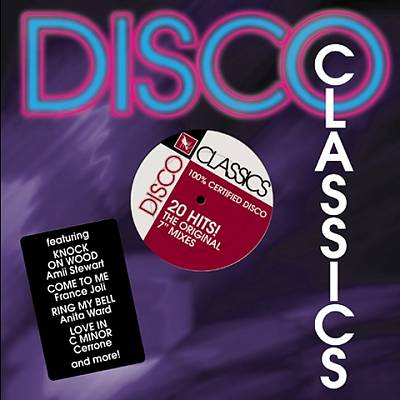 DISCO
CLASSICS
DISCO
CLASSICS
100% CERTIFIED DISCO
20 HITS!
THE ORIGINAL
7" MIXES
featuring
KNOCK
ON WOOD
Amii Stewart
COME TO ME
France Joli
RING MY BELL
Anita Ward
LOVE IN
C MINOR
Cerrone
and more!